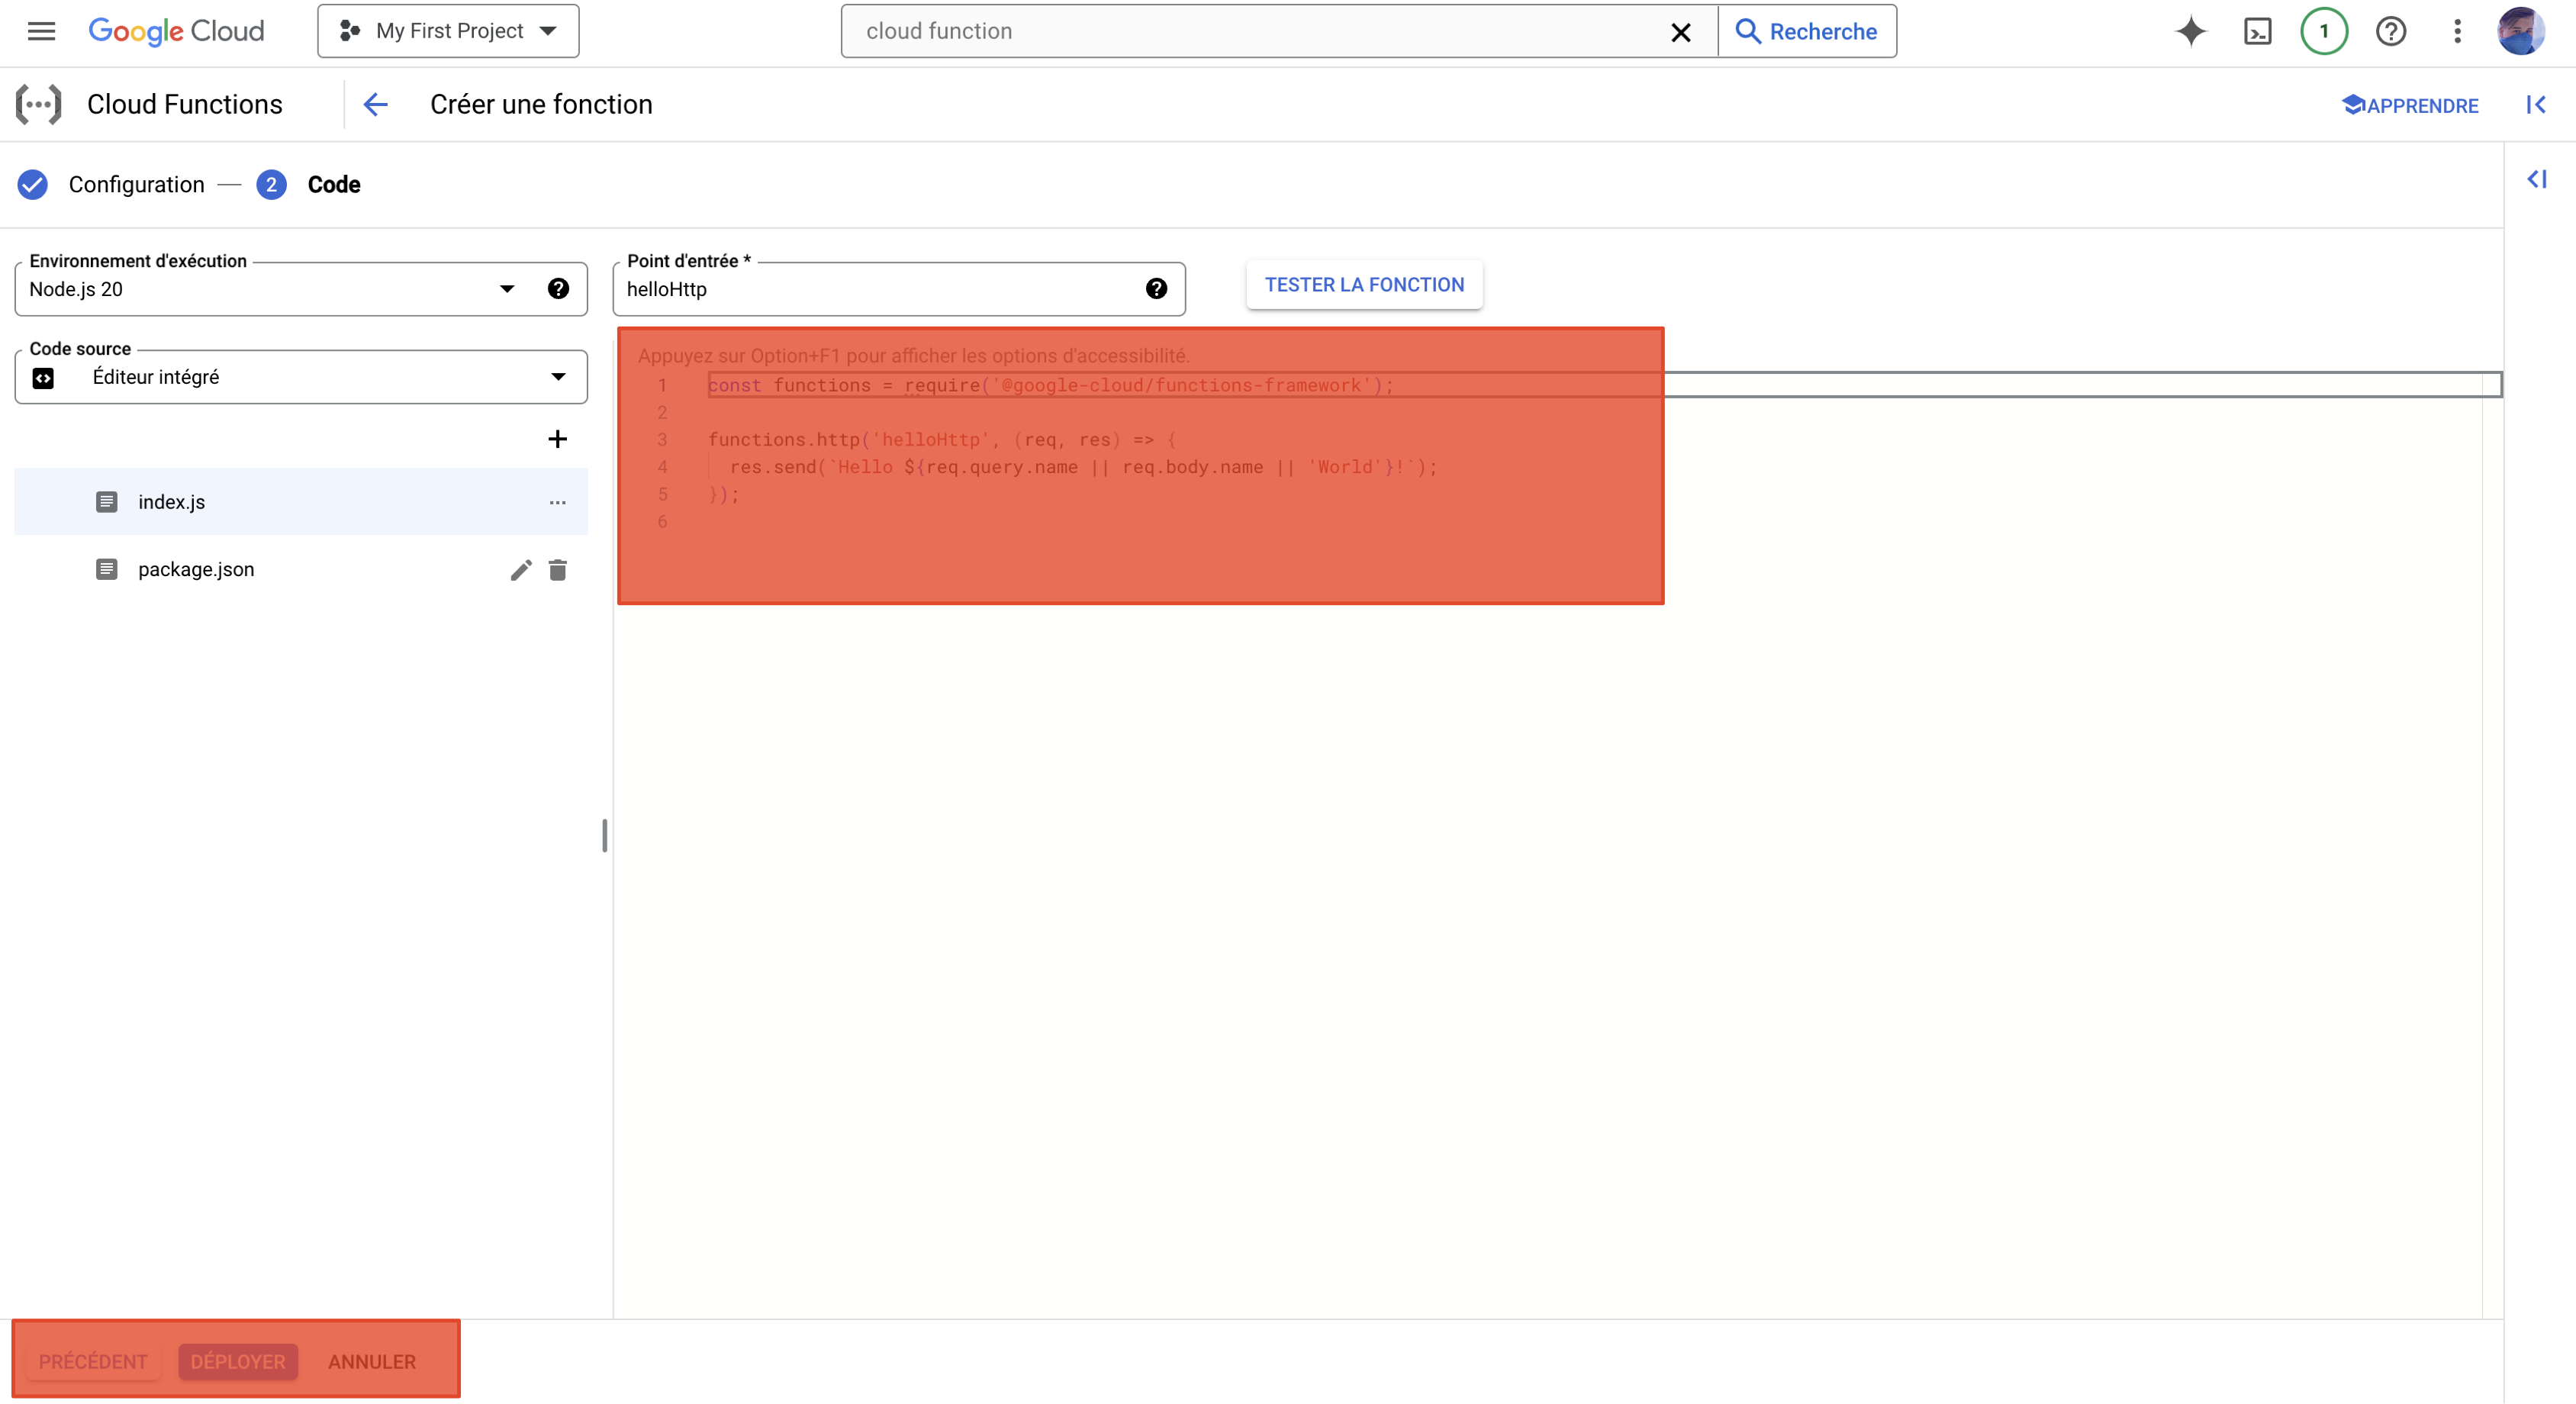 Google Cloud
My First Project
cloud function
Recherche
1
Cloud Functions
Créer une fonction
APPRENDRE
Configuration
2
Code
Environnement d'exécution
Node.js 20
Point d'entrée *
helloHttp
TESTER LA FONCTION
Code source
Éditeur intégré
index.js
package.json
Appuyez sur Option+F1 pour afficher les options d'accessibilité.
1 const functions = require('@google-cloud/functions-framework');
2
3 functions.http('helloHttp', (req, res) => {
4 res.send(`Hello ${req.query.name || req.body.name || 'World'}!`);
5 });
6
PRÉCÉDENT
DÉPLOYER
ANNULER